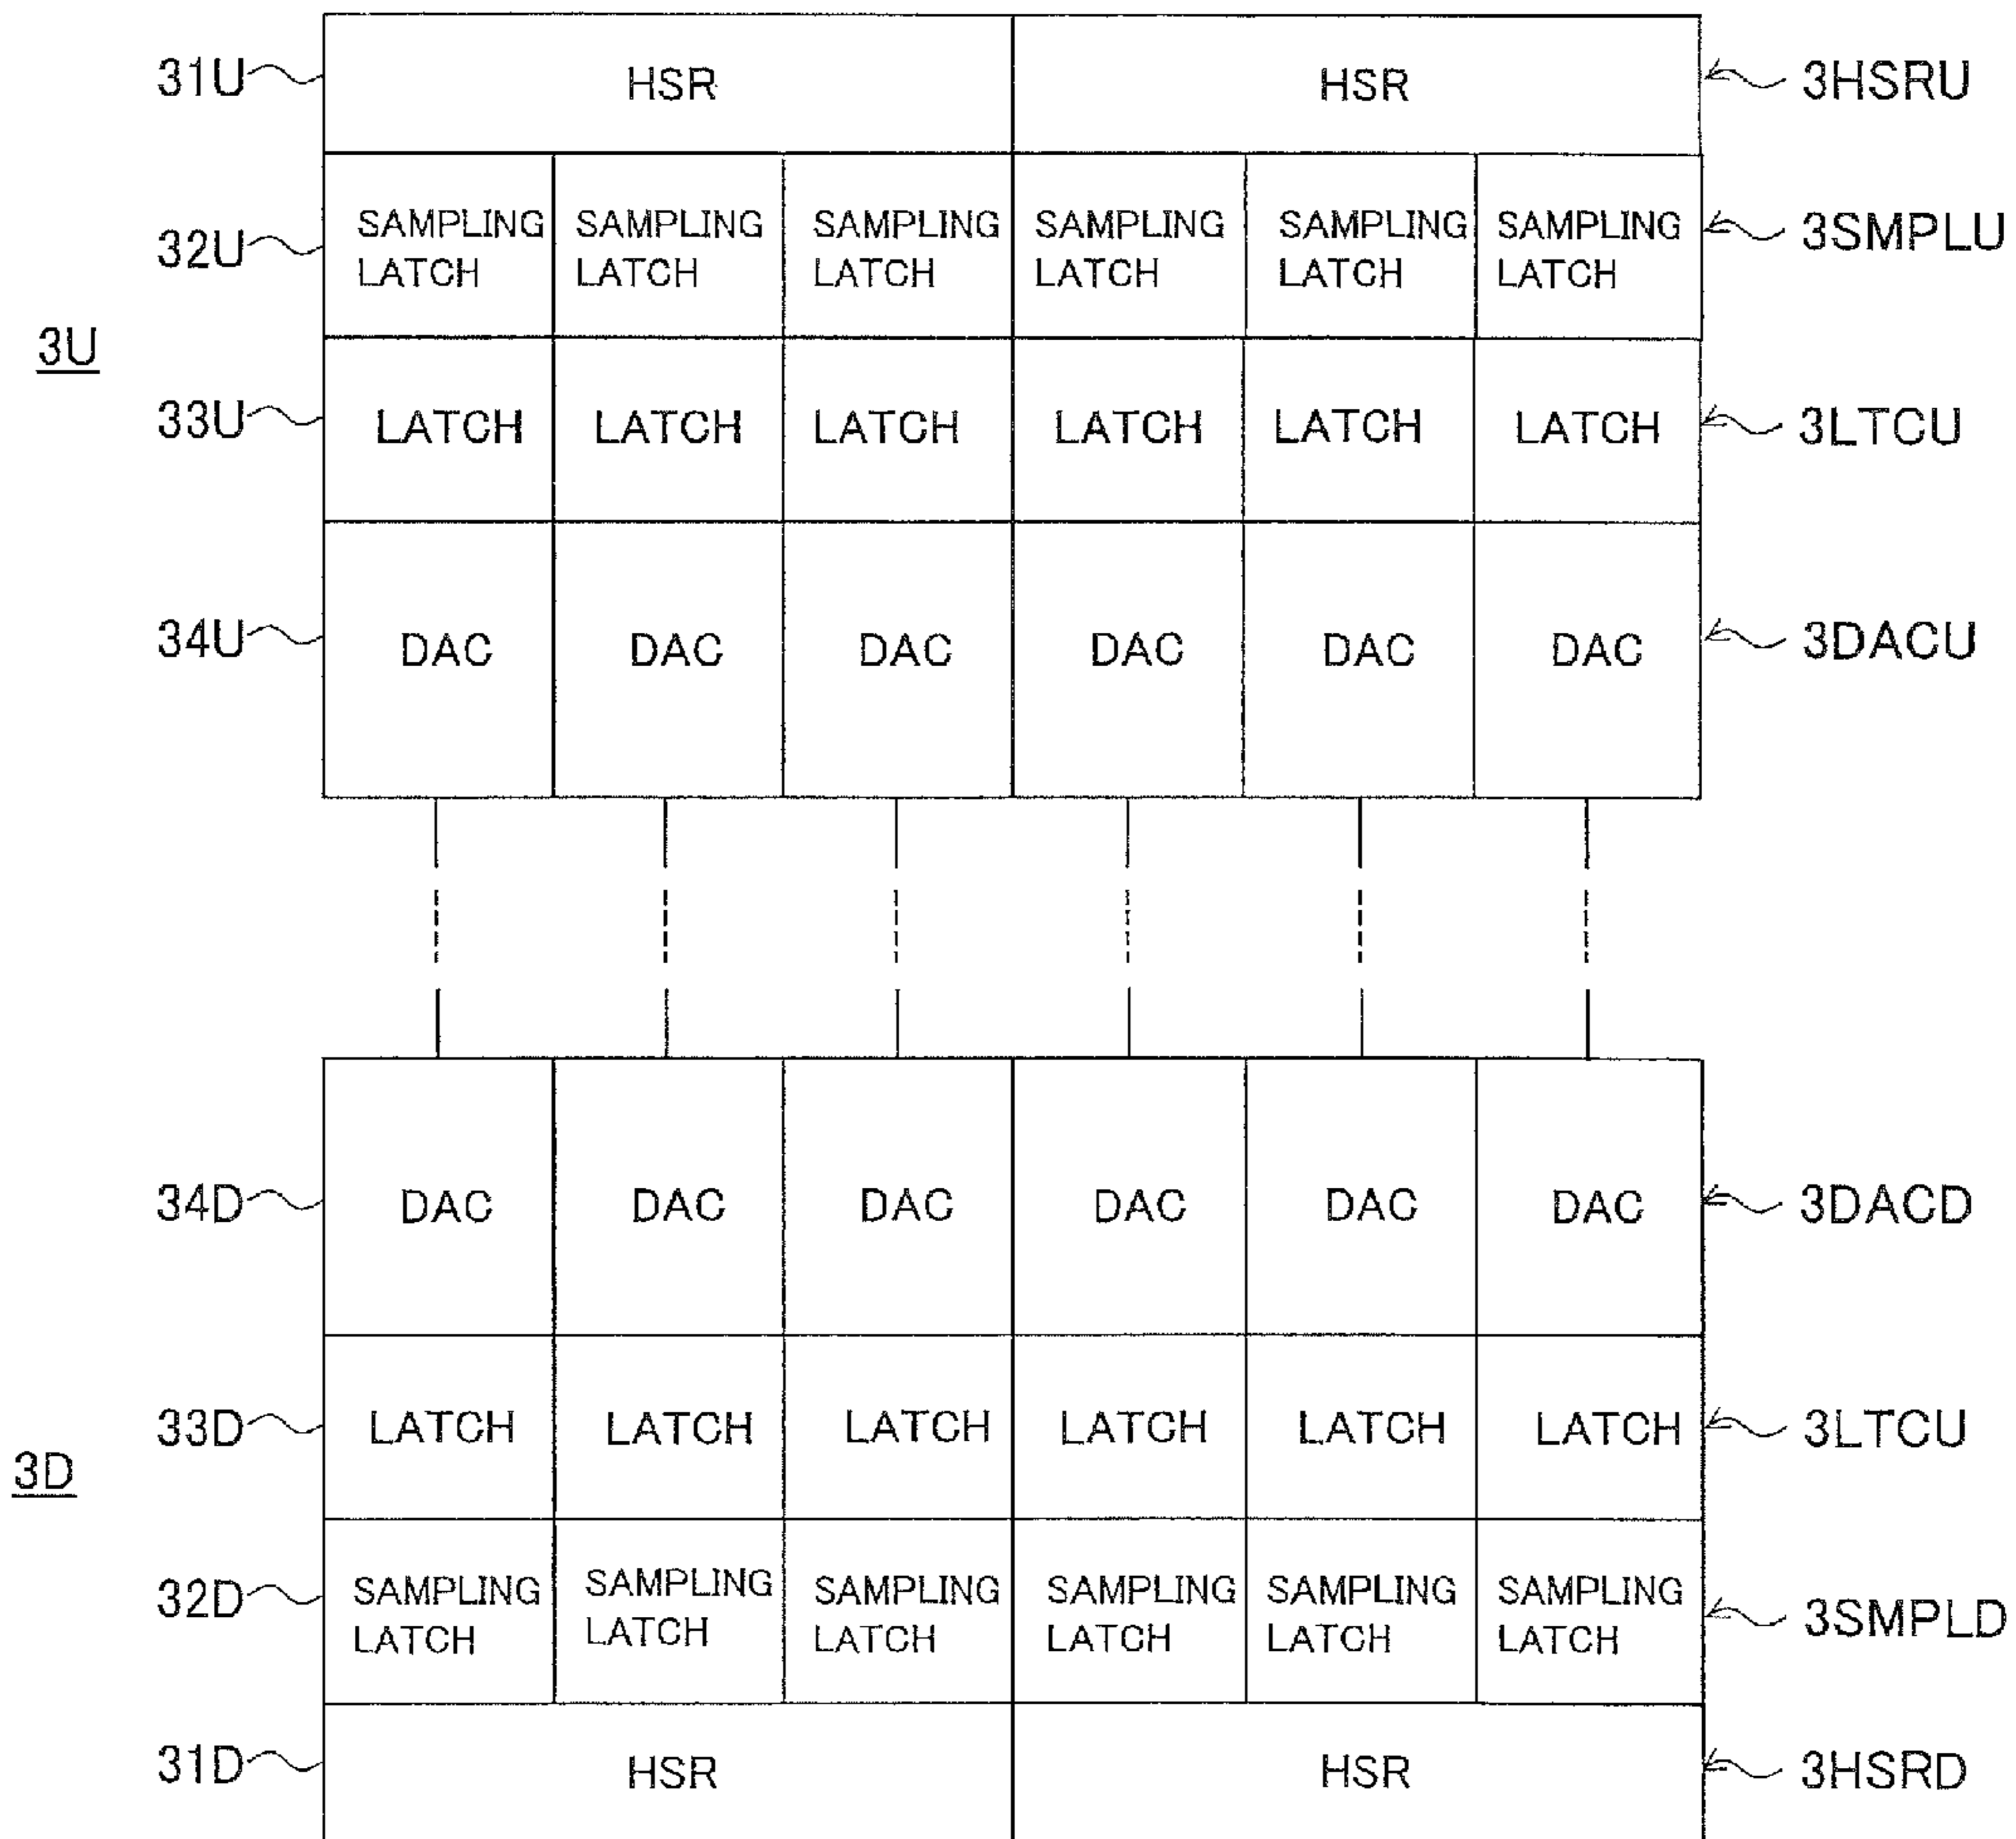 31U HSR HSR 3HSRU
SAMPLING SAMPLING SAMPLING SAMPLING SAMPLING SAMPLING
32U LATCH LATCH LATCH LATCH LATCH LATCH 3SMPLU
3U
33U LATCH LATCH LATCH LATCH LATCH LATCH 3LTCU
34U DAC DAC DAC DAC DAC DAC 3DACU
34D DAC DAC DAC DAC DAC DAC 3DACD
33D LATCH LATCH LATCH LATCH LATCH LATCH 3LTCU
3D
32D SAMPLING SAMPLING SAMPLING SAMPLING SAMPLING SAMPLING 3SMPLD
LATCH LATCH LATCH LATCH LATCH LATCH
31D HSR HSR 3HSRD